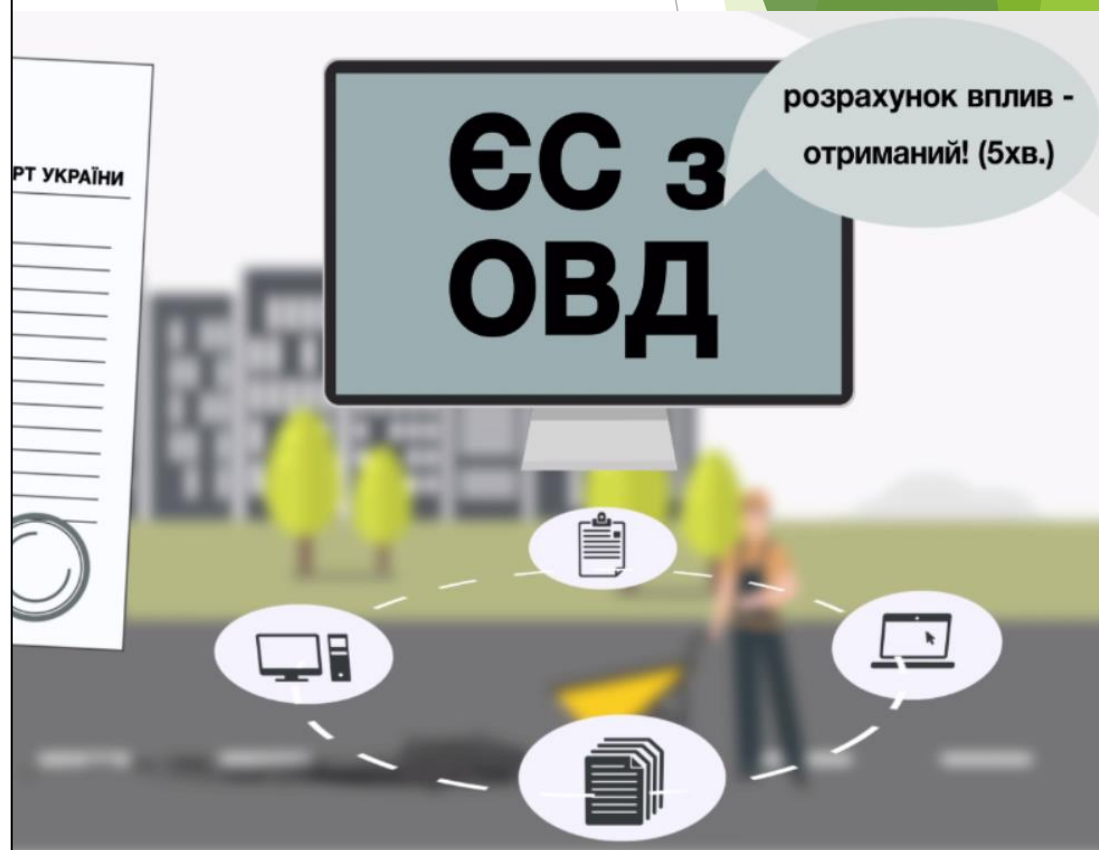 РТ УКРАЇНИ
ЄС з
ОВД
розрахунок вплив -
отриманий! (5хв.)